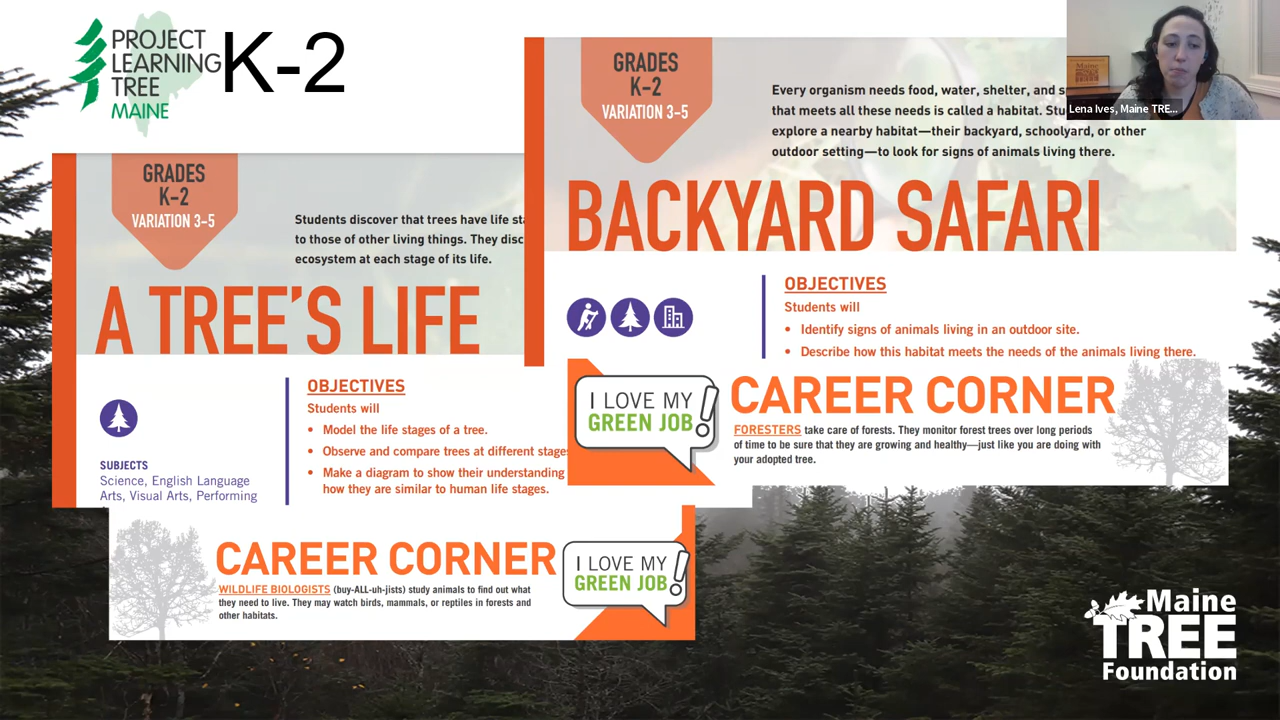 PROJECT
LEARNING
TREE
MAINE
K-2
GRADES
K-2
VARIATION 3-5
Every organism needs food, water, shelter, and
that meets all these needs is called a habitat.
explore a nearby habitat—their backyard, schoolyard, or other
outdoor setting—to look for signs of animals living there.
BACKYARD SAFARI
OBJECTIVES
Students will
• Identify signs of animals living in an outdoor site.
• Describe how this habitat meets the needs of the animals living there.
I LOVE MY
GREEN JOB!
CAREER CORNER
FORESTERS take care of forests. They monitor forest trees over long periods
of time to be sure that they are growing and healthy—just like you are doing with
your adopted tree.
Lena Ives, Maine TRE...
GRADES
K-2
VARIATION 3-5
Students discover that trees have life
to those of other living things. They
ecosystem at each stage of its life.
A TREE'S LIFE
SUBJECTS
Science, English Language
Arts, Visual Arts, Performing
OBJECTIVES
Students will
• Model the life stages of a tree.
• Observe and compare trees at different stages
• Make a diagram to show their understanding
how they are similar to human life stages.
CAREER CORNER
WILDLIFE BIOLOGISTS (buy-ALL-uh-jists) study animals to find out what
they need to live. They may watch birds, mammals, or reptiles in forests and
other habitats.
I LOVE MY
GREEN JOB!
Maine
TREE
Foundation